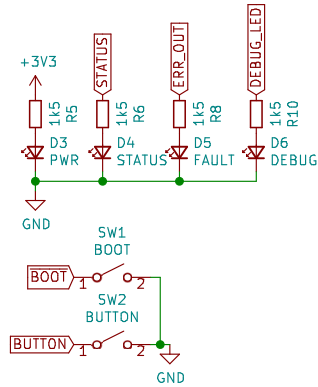 +3V3
STATUS
ERR_OUT
DEBUG_LED
1k5
R5
1k5
R6
1k5
R8
1k5
R10
D3
PWR
D4
STATUS
D5
FAULT
D6
DEBUG
GND
SW1
BOOT
BOOT
1
2
SW2
BUTTON
BUTTON
1
2
GND